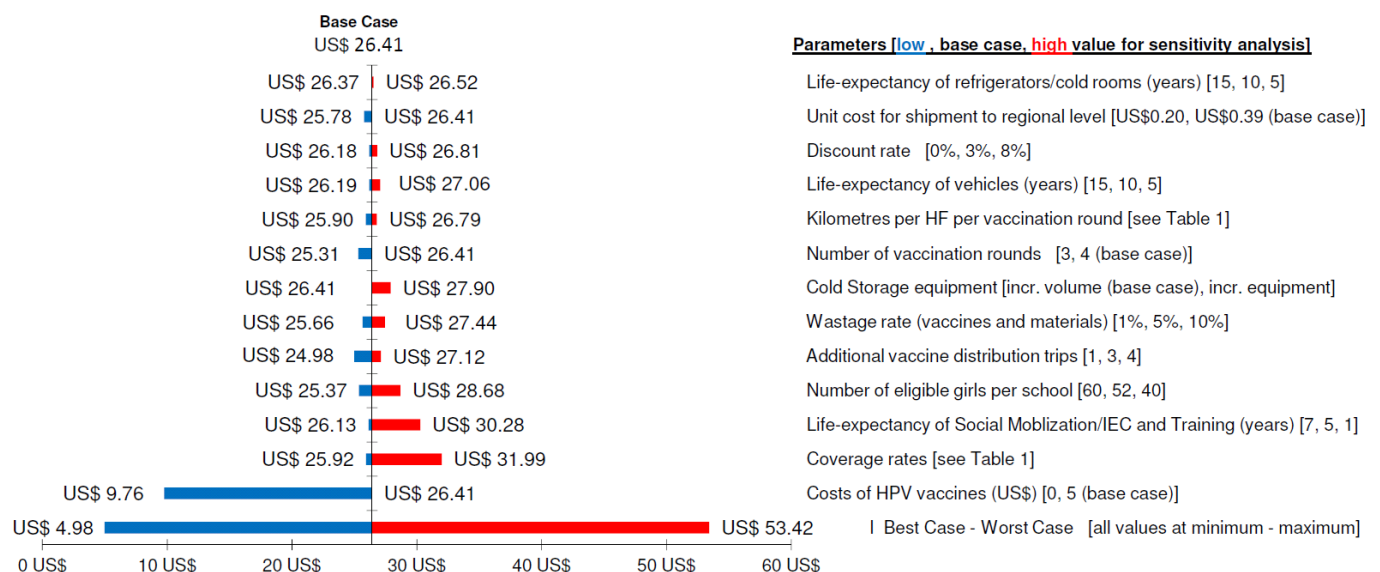 Base Case
US$ 26.41
Parameters [low , base case, high value for sensitivity analysis]
US$ 26.37 US$ 26.52 Life-expectancy of refrigerators/cold rooms (years) [15, 10, 5]
US$ 25.78 US$ 26.41 Unit cost for shipment to regional level [US$0.20, US$0.39 (base case)]
US$ 26.18 US$ 26.81 Discount rate [0%, 3%, 8%]
US$ 26.19 US$ 27.06 Life-expectancy of vehicles (years) [15, 10, 5]
US$ 25.90 US$ 26.79 Kilometres per HF per vaccination round [see Table 1]
US$ 25.31 US$ 26.41 Number of vaccination rounds [3, 4 (base case)]
US$ 26.41 US$ 27.90 Cold Storage equipment [incr. volume (base case), incr. equipment]
US$ 25.66 US$ 27.44 Wastage rate (vaccines and materials) [1%, 5%, 10%]
US$ 24.98 US$ 27.12 Additional vaccine distribution trips [1, 3, 4]
US$ 25.37 US$ 28.68 Number of eligible girls per school [60, 52, 40]
US$ 26.13 US$ 30.28 Life-expectancy of Social Moblization/IEC and Training (years) [7, 5, 1]
US$ 25.92 US$ 31.99 Coverage rates [see Table 1]
US$ 9.76 US$ 26.41 Costs of HPV vaccines (US$) [0, 5 (base case)]
US$ 4.98 US$ 53.42 I Best Case - Worst Case [all values at minimum - maximum]
0 US$ 10 US$ 20 US$ 30 US$ 40 US$ 50 US$ 60 US$